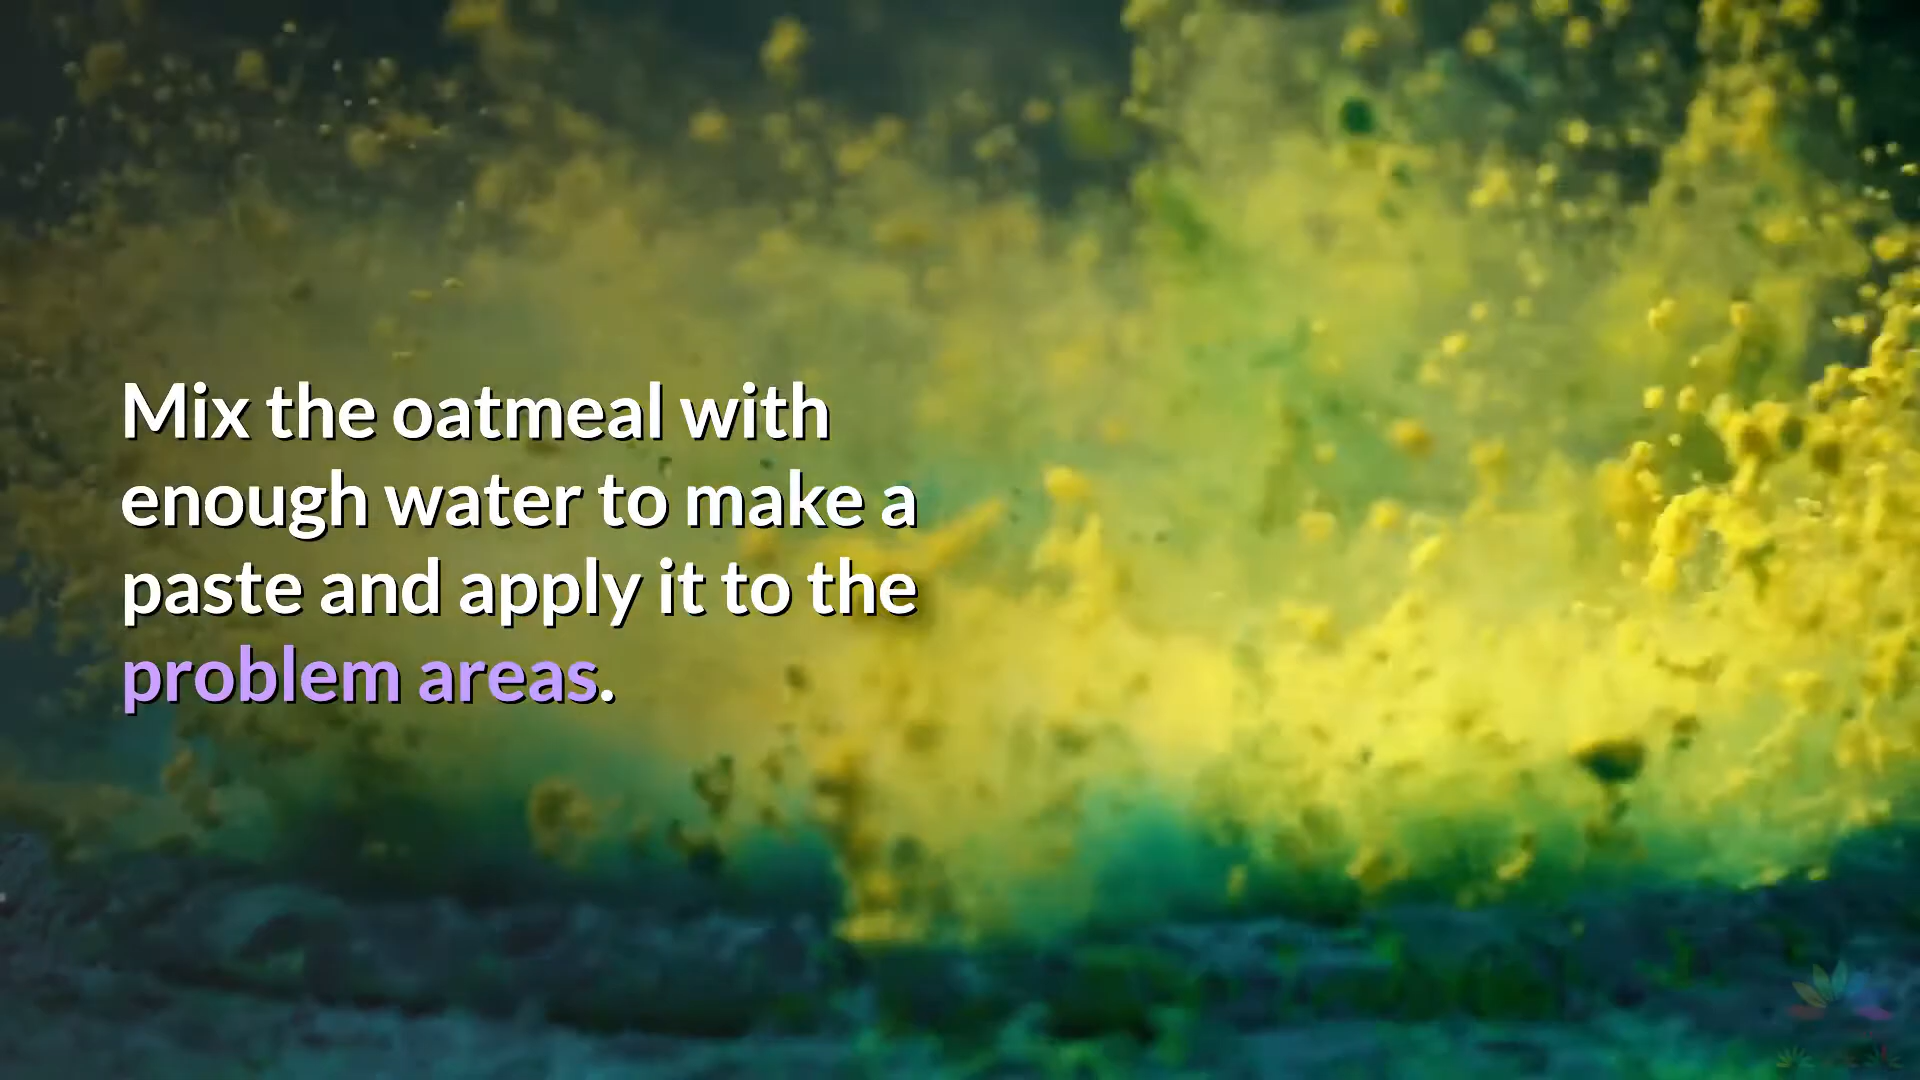 Mix the oatmeal with
enough water to make a
paste and apply it to the
problem areas.